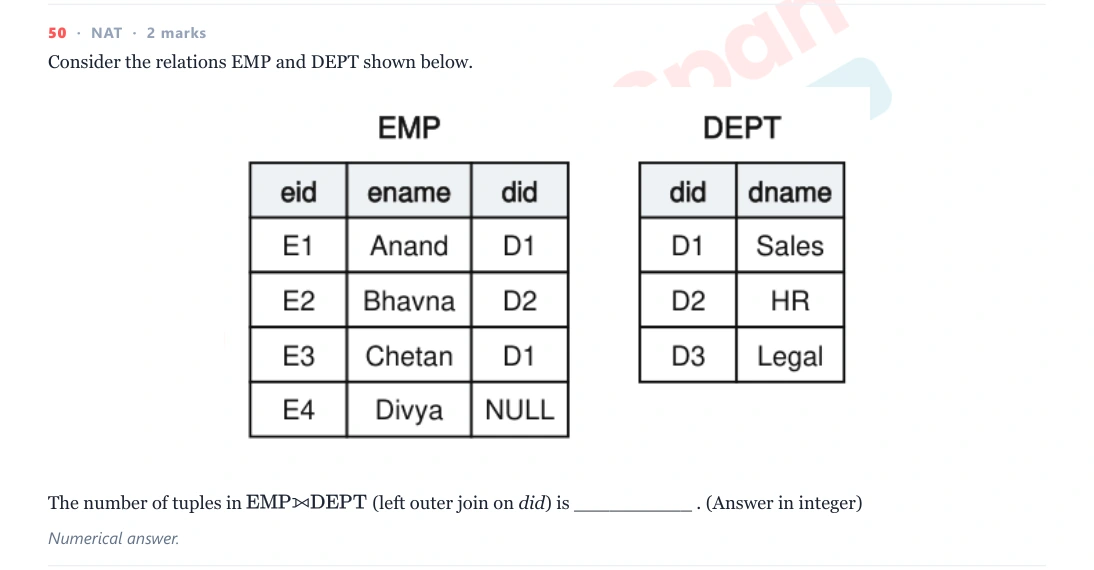 50 · NAT · 2 marks
span
Consider the relations EMP and DEPT shown below.
EMP
eid ename did
E1 Anand D1
E2 Bhavna D2
E3 Chetan D1
E4 Divya NULL
DEPT
did dname
D1 Sales
D2 HR
D3 Legal
The number of tuples in EMP⋊DEPT (left outer join on did) is ____________ . (Answer in integer)
Numerical answer.